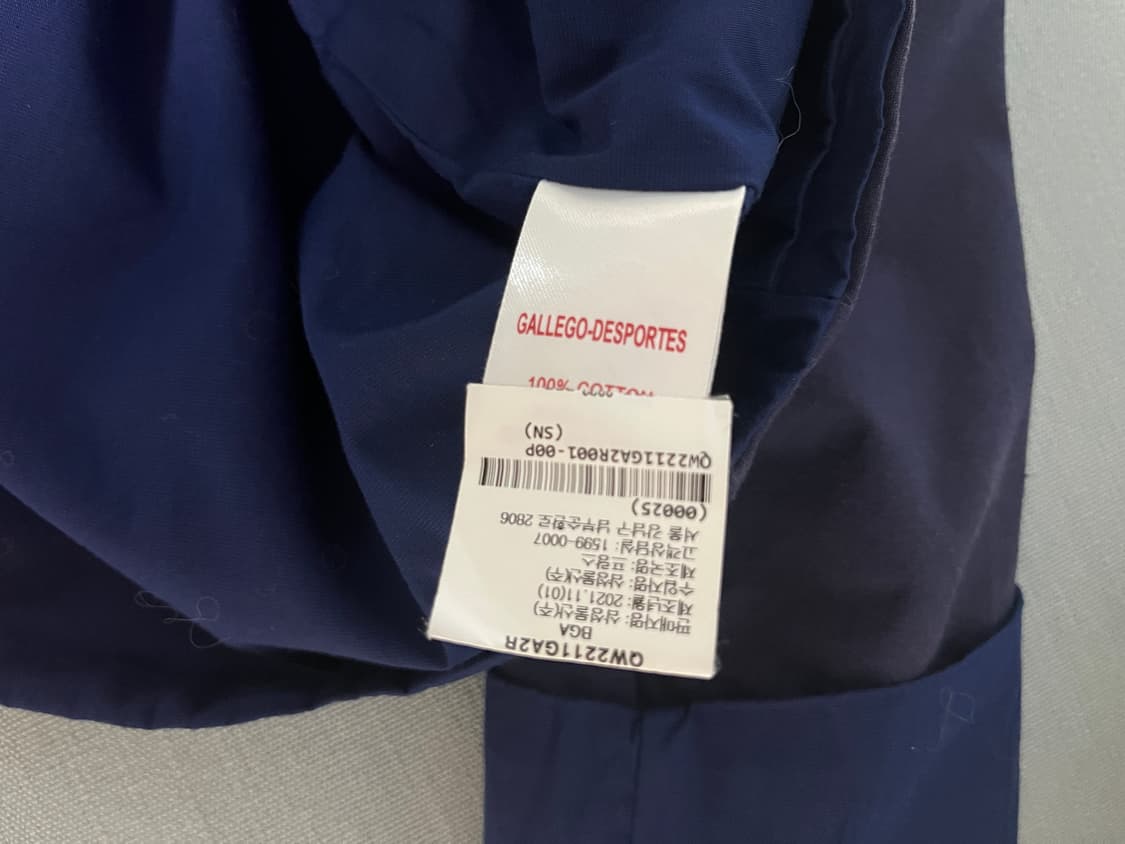 GALLEGO-DESPORTES
100% COTTON
QW2211GA2R
BGA
판매자명: 삼성물산(주)
제조년월: 2021.11(01)
수입자명: 삼성물산(주)
제조국명: 프랑스
고객상담실: 1599-0007
서울 강남구 남부순환로 2806
(00025)
QW2211GA2R001-00P
(SN)